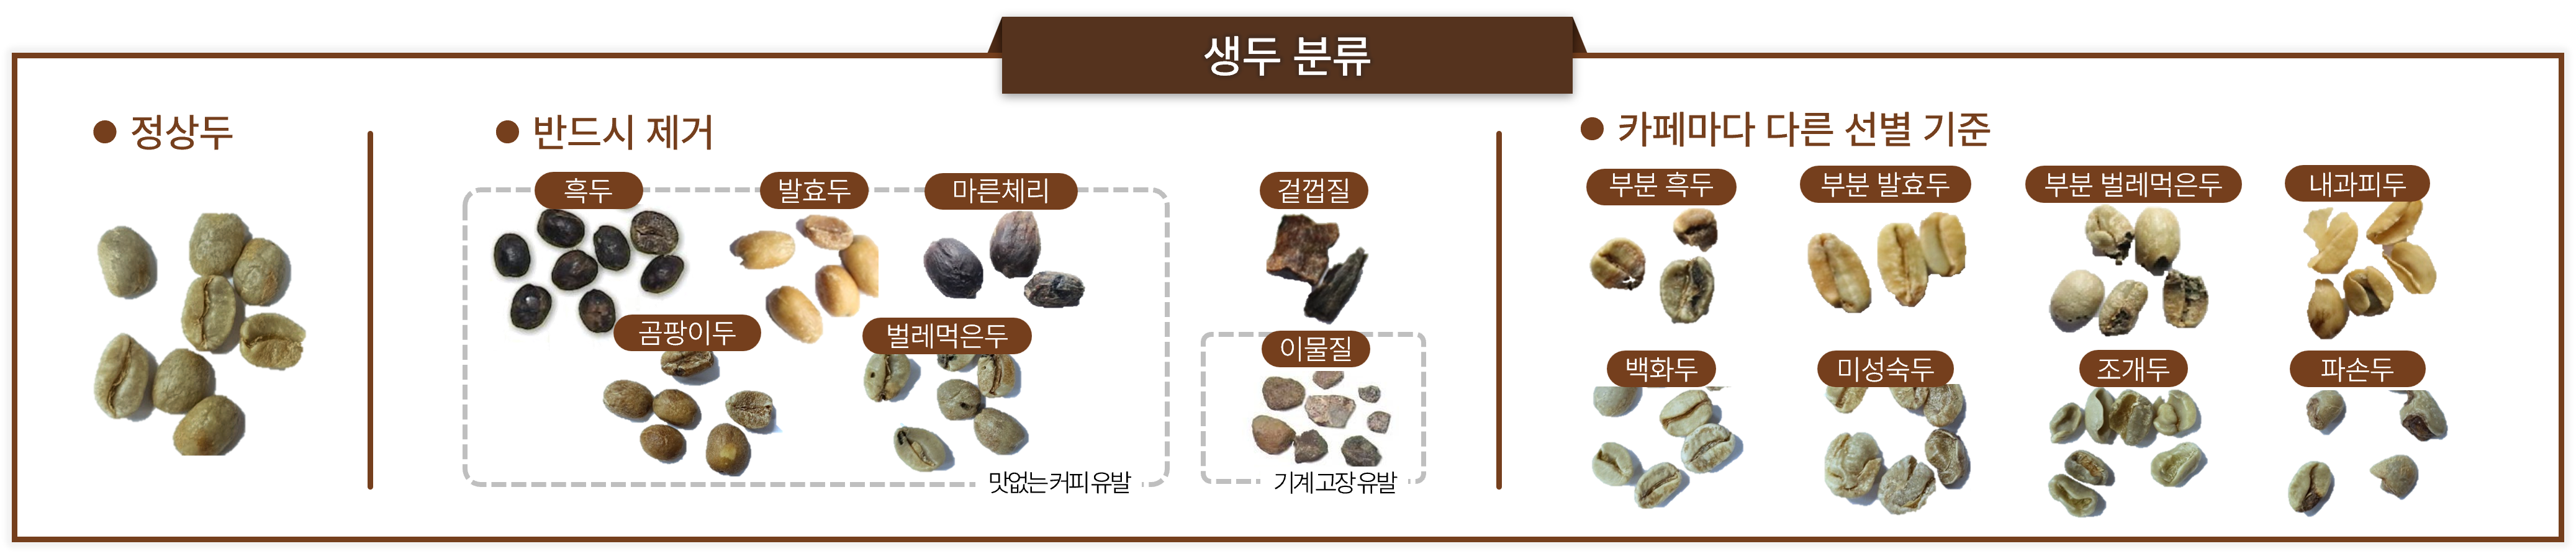 생두 분류
정상두
반드시 제거
흑두
발효두
마른체리
곰팡이두
벌레먹은두
맛없는 커피 유발
겉껍질
이물질
기계 고장 유발
카페마다 다른 선별 기준
부분 흑두
부분 발효두
부분 벌레먹은두
내과피두
백화두
미성숙두
조개두
파손두